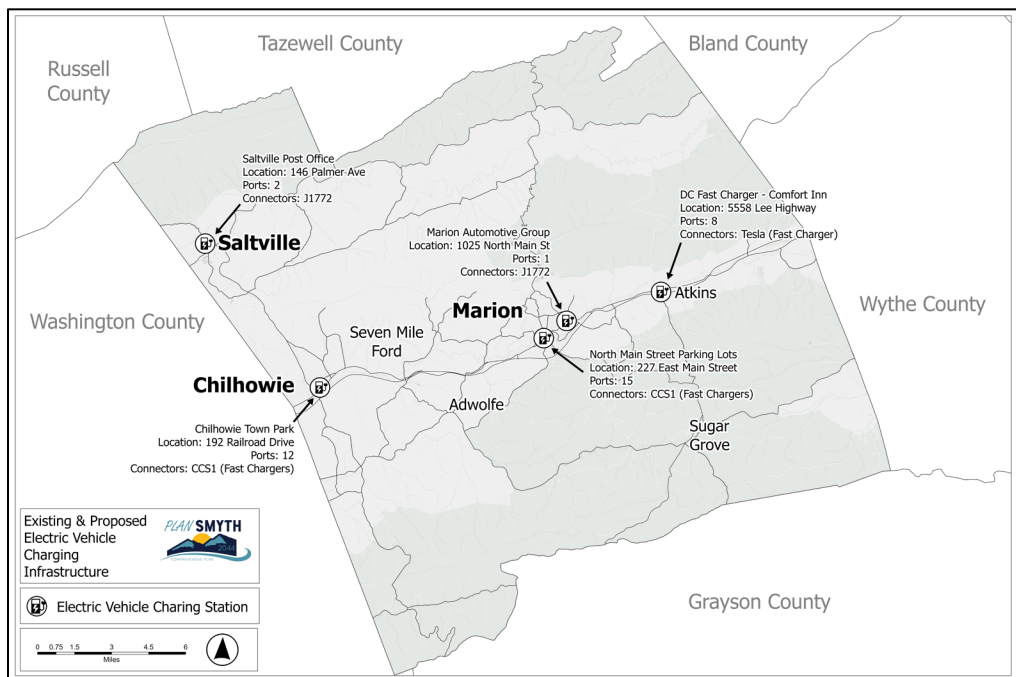 Tazewell County
Bland County
Russell
County
Saltville Post Office
Location: 146 Palmer Ave
Ports: 2
Connectors: J1772
DC Fast Charger - Comfort Inn
Location: 5558 Lee Highway
Ports: 8
Connectors: Tesla (Fast Charger)
Marion Automotive Group
Location: 1025 North Main St
Ports: 1
Connectors: J1772
Saltville
Atkins
Wythe County
Washington County
Marion
Seven Mile
Ford
North Main Street Parking Lots
Location: 227 East Main Street
Ports: 15
Connectors: CCS1 (Fast Chargers)
Chilhowie
Adwolfe
Chilhowie Town Park
Location: 192 Railroad Drive
Ports: 12
Connectors: CCS1 (Fast Chargers)
Sugar
Grove
Existing & Proposed
Electric Vehicle
Charging
Infrastructure
PLAN SMYTH
2044
COMPREHENSIVE PLAN
Electric Vehicle Charing Station
Grayson County
0 0.75 1.5 3 4.5 6
Miles